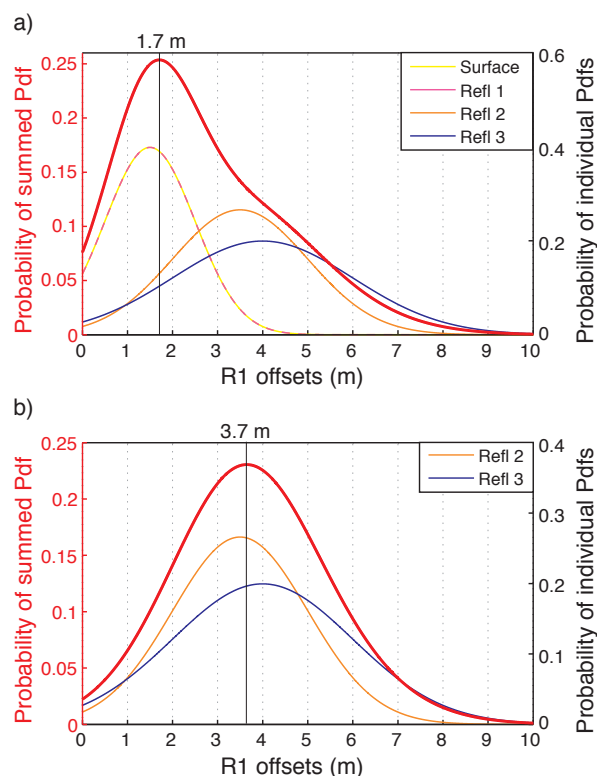 a)
1.7 m
0.25
0.2
0.15
0.1
0.05
0
Probability of summed Pdf
0.6
0.4
0.2
0
Probability of individual Pdfs
Surface
Refl 1
Refl 2
Refl 3
0 1 2 3 4 5 6 7 8 9 10
R1 offsets (m)
b)
3.7 m
0.25
0.2
0.15
0.1
0.05
0
Probability of summed Pdf
0.4
0.3
0.2
0.1
0
Probability of individual Pdfs
Refl 2
Refl 3
0 1 2 3 4 5 6 7 8 9 10
R1 offsets (m)